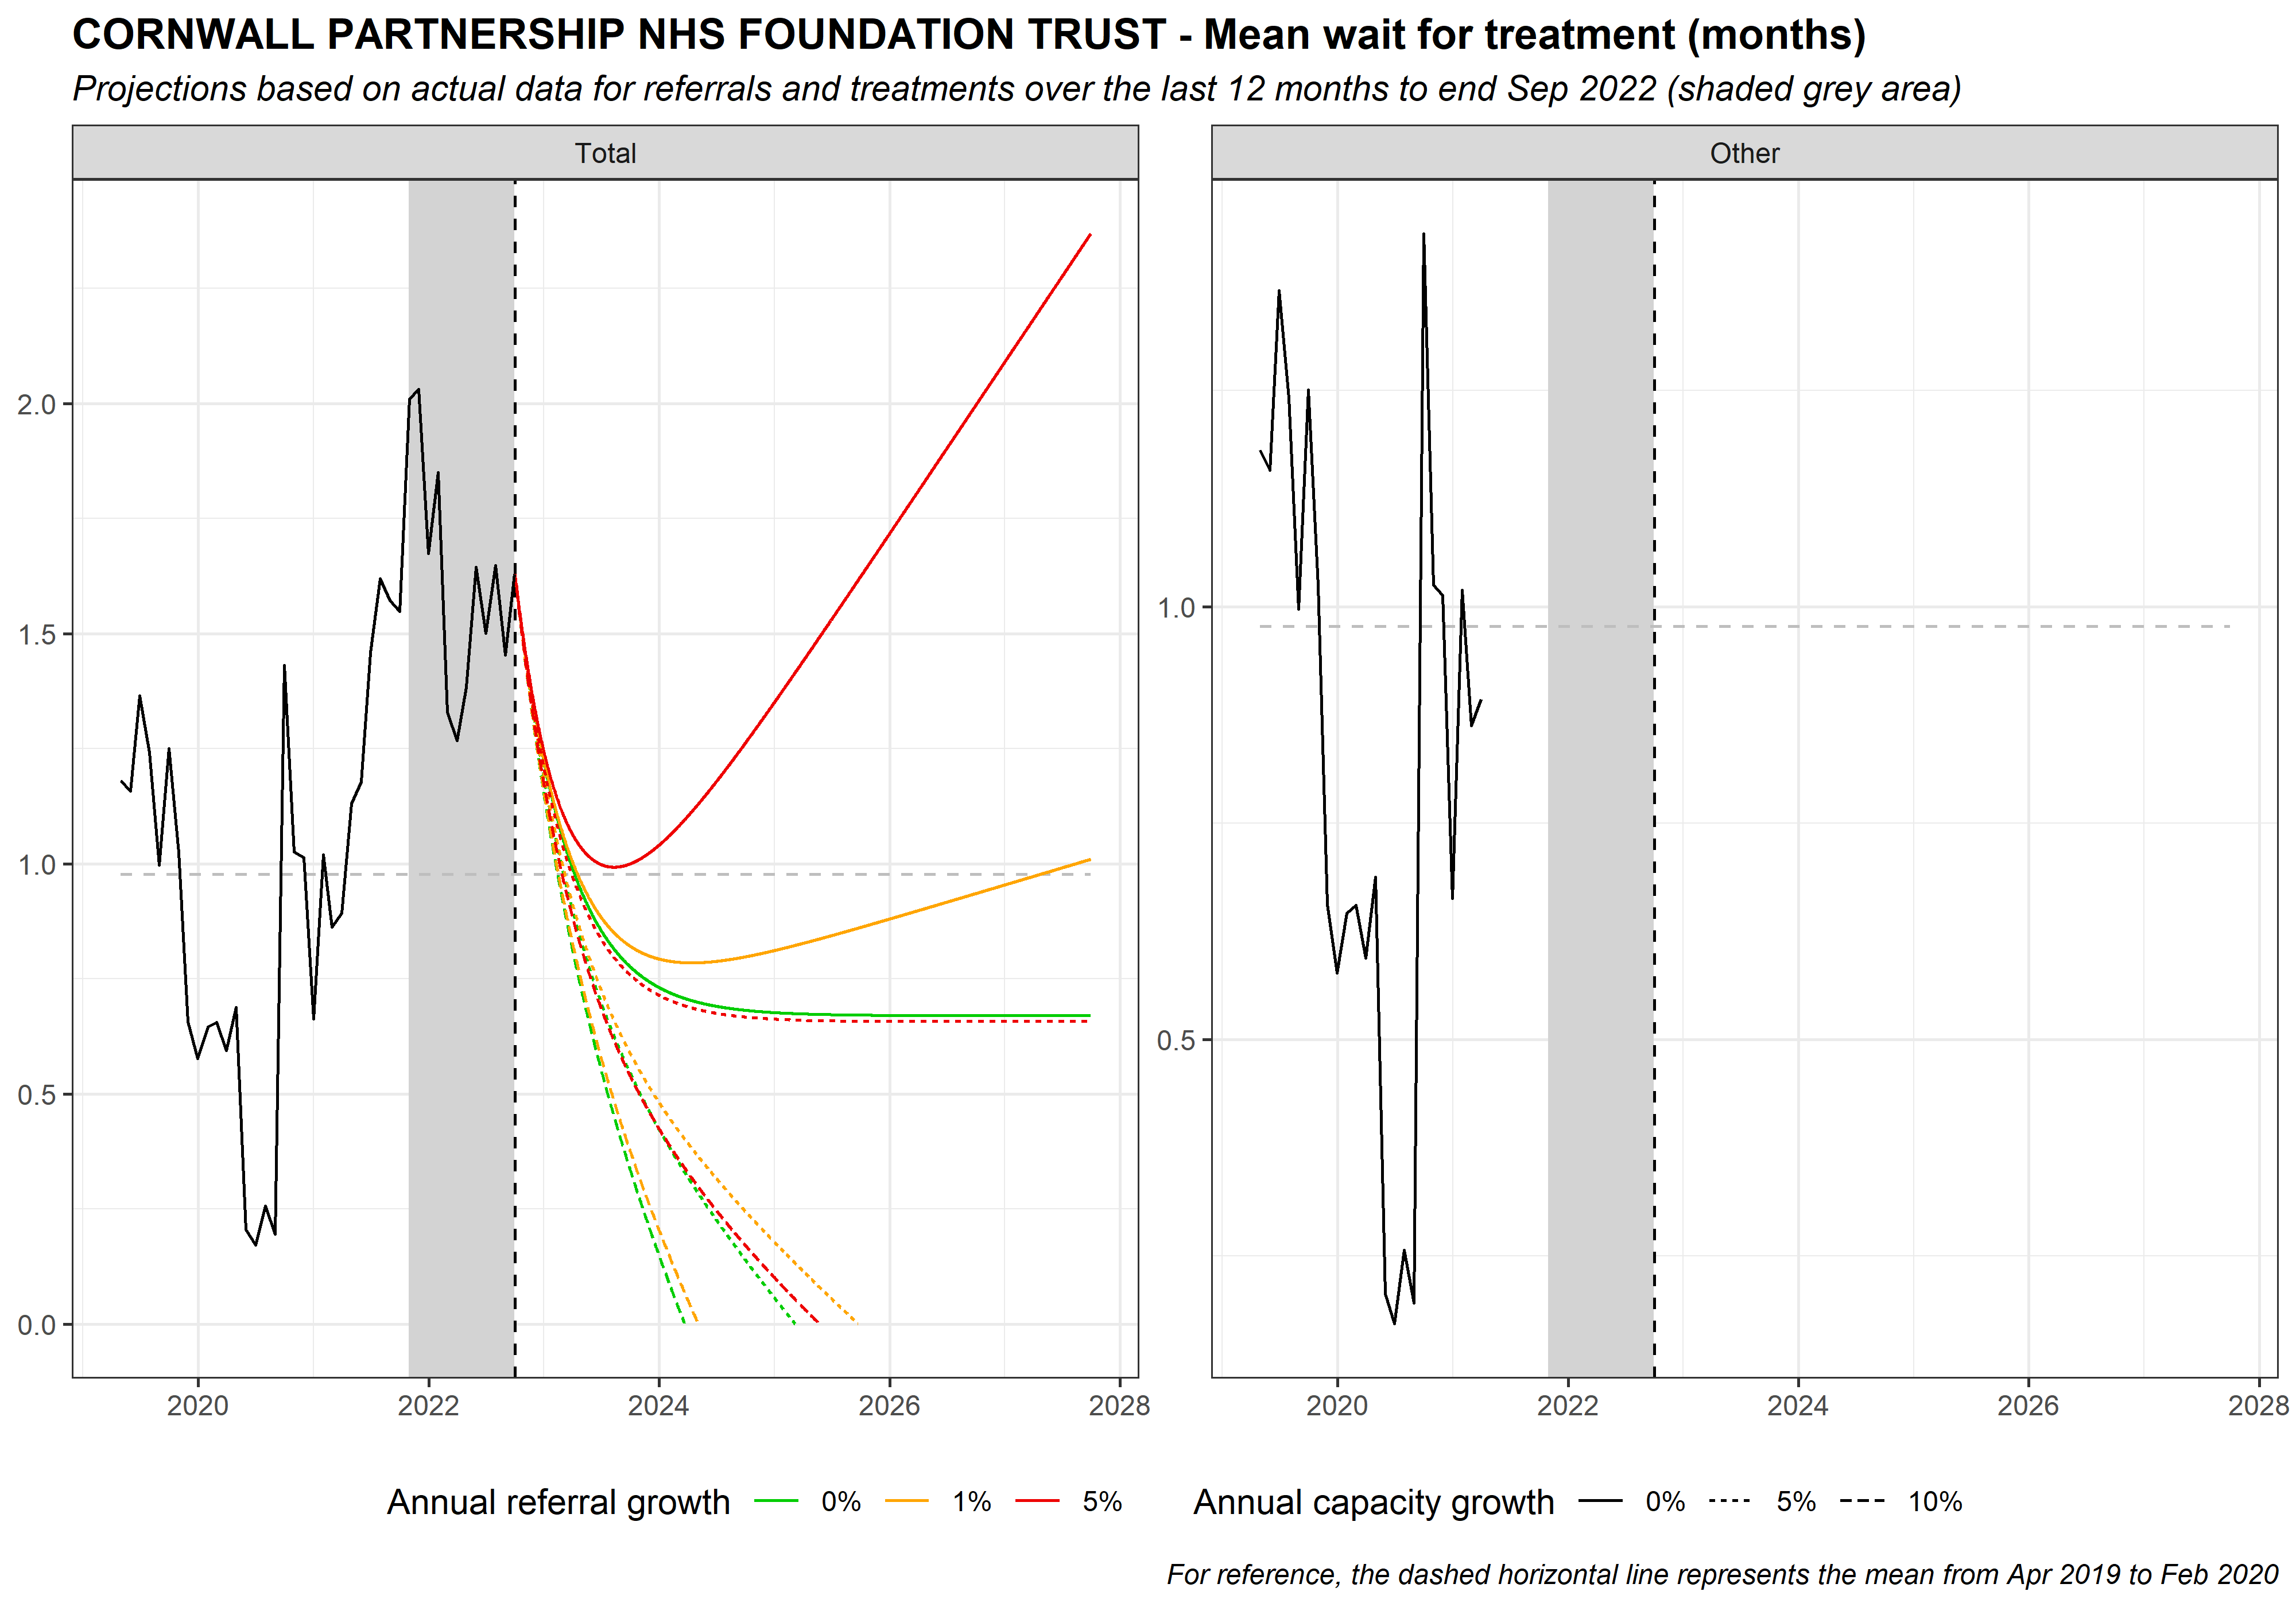 CORNWALL PARTNERSHIP NHS FOUNDATION TRUST - Mean wait for treatment (months)
Projections based on actual data for referrals and treatments over the last 12 months to end Sep 2022 (shaded grey area)
Total
2.0
1.5
1.0
0.5
0.0
2020 2022 2024 2026 2028
Other
1.0
0.5
2020 2022 2024 2026 2028
Annual referral growth 0% 1% 5%
Annual capacity growth 0% 5% 10%
For reference, the dashed horizontal line represents the mean from Apr 2019 to Feb 2020